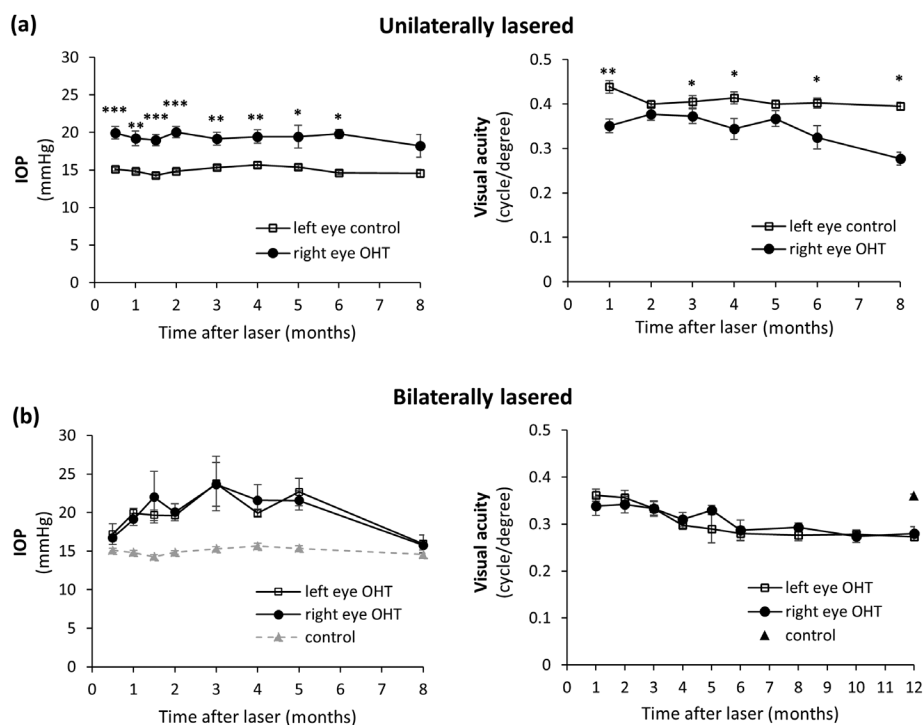 (a)
Unilaterally lasered
30
25
20
15
10
5
0
IOP
(mmHg)
***
**
***
***
**
**
*
*
left eye control
right eye OHT
0 1 2 3 4 5 6 7 8
Time after laser (months)
0.5
0.4
0.3
0.2
0.1
0
Visual acuity
(cycle/degree)
**
*
*
*
*
left eye control
right eye OHT
0 1 2 3 4 5 6 7 8
Time after laser (months)
(b)
Bilaterally lasered
30
25
20
15
10
5
0
IOP
(mmHg)
left eye OHT
right eye OHT
control
0 1 2 3 4 5 6 7 8
Time after laser (months)
0.5
0.4
0.3
0.2
0.1
0
Visual acuity
(cycle/degree)
left eye OHT
right eye OHT
control
0 1 2 3 4 5 6 7 8 9 10 11 12
Time after laser (months)